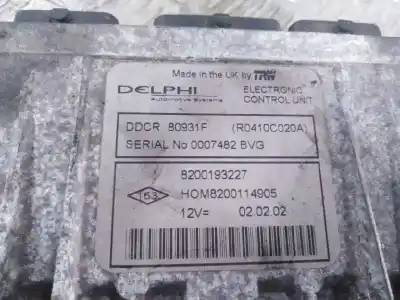 Made in the UK by TRW
DELPHI
Automotive Systems
ELECTRONIC
CONTROL UNIT
DDCR 80931F (R0410C020A)
SERIAL No 0007482 BVG
8200193227
153
HOM8200114905
12V= 02.02.02